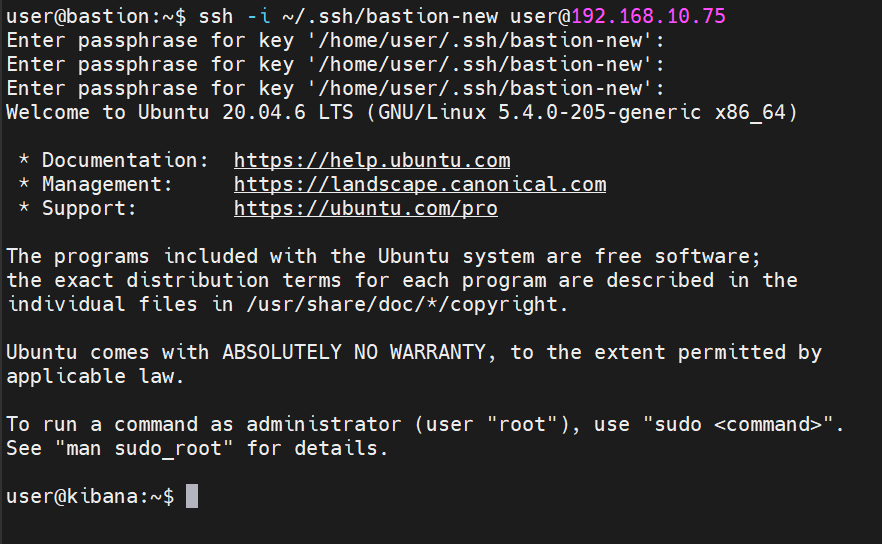 user@bastion:~$ ssh -i ~/.ssh/bastion-new user@192.168.10.75
Enter passphrase for key '/home/user/.ssh/bastion-new':
Enter passphrase for key '/home/user/.ssh/bastion-new':
Enter passphrase for key '/home/user/.ssh/bastion-new':
Welcome to Ubuntu 20.04.6 LTS (GNU/Linux 5.4.0-205-generic x86_64)

 * Documentation:  https://help.ubuntu.com
 * Management:     https://landscape.canonical.com
 * Support:        https://ubuntu.com/pro

The programs included with the Ubuntu system are free software;
the exact distribution terms for each program are described in the
individual files in /usr/share/doc/*/copyright.

Ubuntu comes with ABSOLUTELY NO WARRANTY, to the extent permitted by
applicable law.

To run a command as administrator (user "root"), use "sudo <command>".
See "man sudo_root" for details.

user@kibana:~$